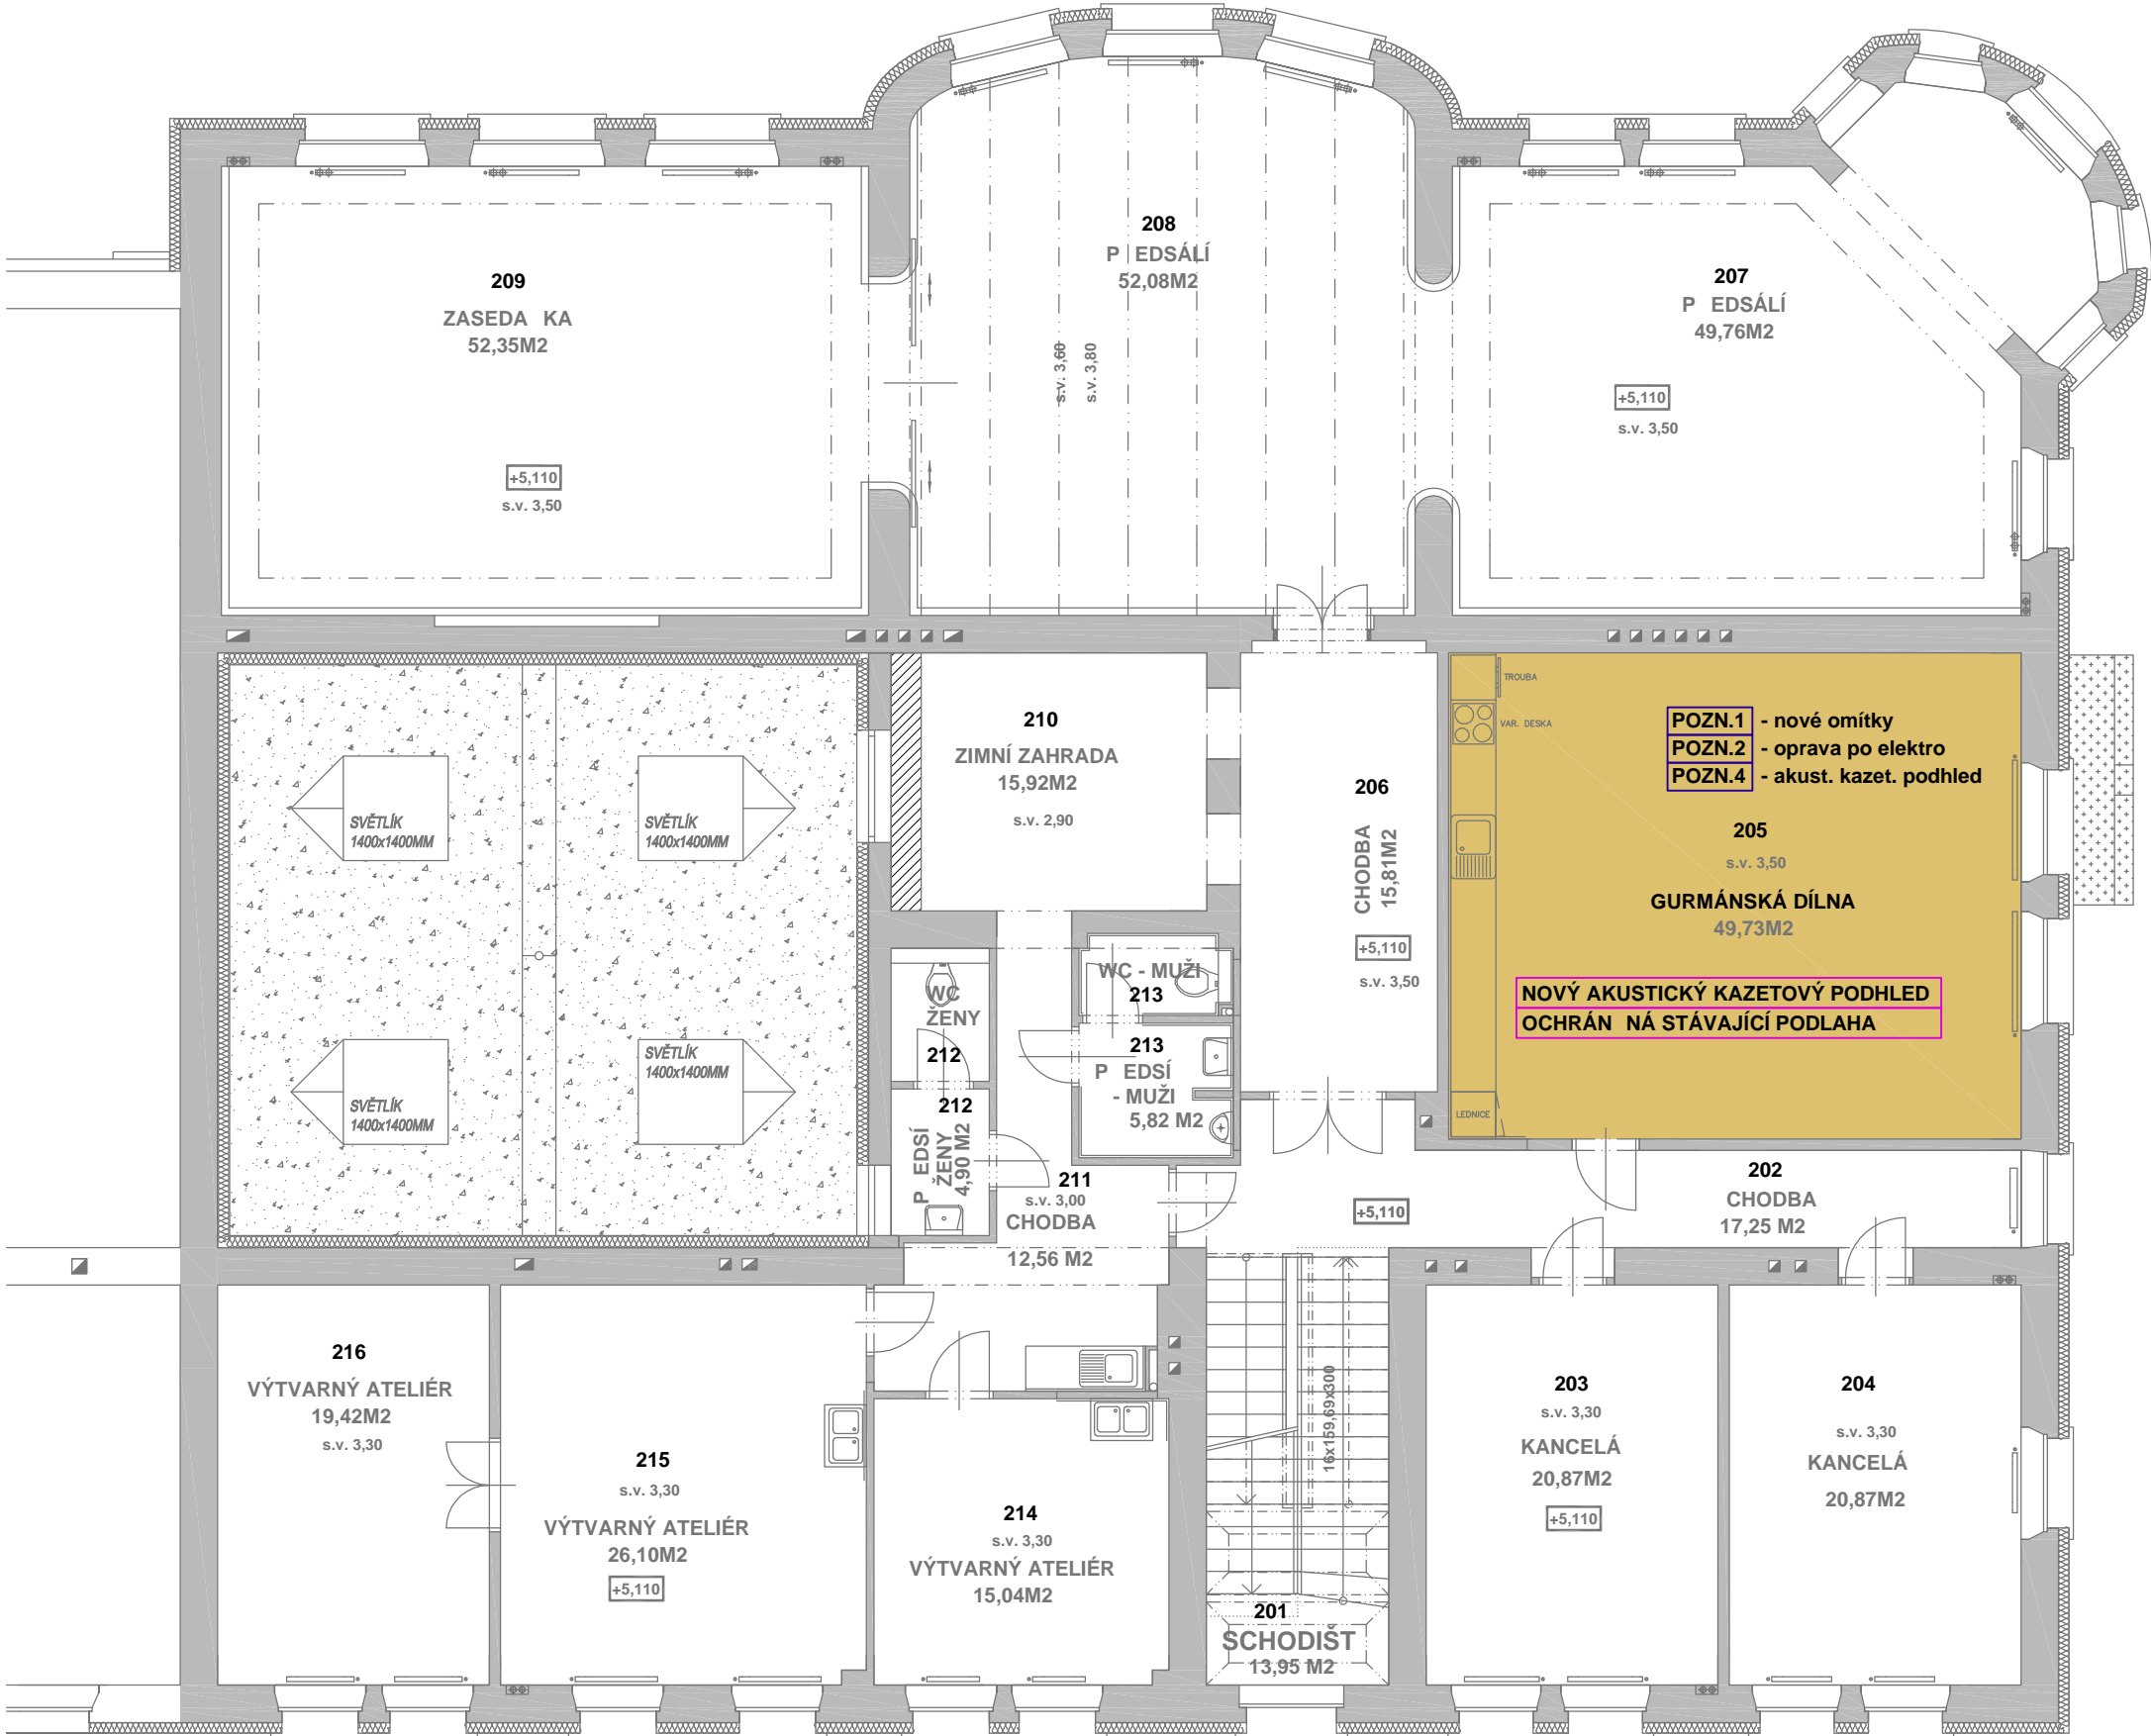 208
P EDSÁLÍ
52,08M2
s.v. 3,60
s.v. 3,80
209
ZASEDA KA
52,35M2
+5,110
s.v. 3,50
207
P EDSÁLÍ
49,76M2
+5,110
s.v. 3,50
210
ZIMNÍ ZAHRADA
15,92M2
s.v. 2,90
206
CHODBA
15,81M2
+5,110
s.v. 3,50
TROUBA
VAR. DESKA
POZN.1 - nové omítky
POZN.2 - oprava po elektro
POZN.4 - akust. kazet. podhled
205
s.v. 3,50
GURMÁNSKÁ DÍLNA
49,73M2
NOVÝ AKUSTICKÝ KAZETOVÝ PODHLED
OCHRÁN NÁ STÁVAJÍCÍ PODLAHA
LEDNICE
SVĚTLÍK
1400x1400MM
SVĚTLÍK
1400x1400MM
SVĚTLÍK
1400x1400MM
SVĚTLÍK
1400x1400MM
WC
ŽENY
212
212
P EDSÍ
ŽENY
4,90 M2
WC - MUŽI
213
213
P EDSÍ
- MUŽI
5,82 M2
211
s.v. 3,00
CHODBA
12,56 M2
+5,110
202
CHODBA
17,25 M2
216
VÝTVARNÝ ATELIÉR
19,42M2
s.v. 3,30
215
s.v. 3,30
VÝTVARNÝ ATELIÉR
26,10M2
+5,110
214
s.v. 3,30
VÝTVARNÝ ATELIÉR
15,04M2
16x159,69x300
201
SCHODIŠT
13,95 M2
203
s.v. 3,30
KANCELÁ
20,87M2
+5,110
204
s.v. 3,30
KANCELÁ
20,87M2